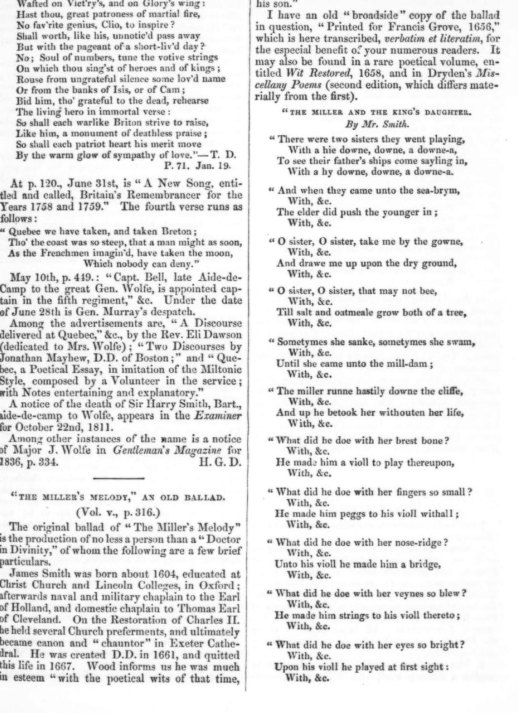 Wafted on Vict'ry's, and on Glory's wing:
Hast thou, great patroness of martial fire,
No fav'rite genius, Clio, to inspire?
Shall worth, like his, unnotic'd pass away
But with the pageant of a short-liv'd day?
No; Soul of numbers, tune the votive strings
On which thou sing'st of heroes and of kings;
Rouse from ungrateful silence some lov'd name
Or from the banks of Isis, or of Cam;
Bid him, tho' grateful to the dead, rehearse
The living hero in immortal verse:
So shall each warlike Briton strive to raise,
Like him, a monument of deathless praise;
So shall each patriot heart his merit move
By the warm glow of sympathy of love."—T. D.
P. 71. Jan. 19.
At p. 120., June 31st, is "A New Song, enti-
tled and called, Britain's Remembrancer for the
Years 1758 and 1759." The fourth verse runs as
follows:
"Quebec we have taken, and taken Breton;
Tho' the coast was so steep, that a man might as soon,
As the Frenchmen imagin'd, have taken the moon,
Which nobody can deny."
May 10th, p. 449.: "Capt. Bell, late Aide-de-
Camp to the great Gen. Wolfe, is appointed cap-
tain in the fifth regiment," &c. Under the date
of June 28th is Gen. Murray's despatch.
Among the advertisements are, "A Discourse
delivered at Quebec," &c., by the Rev. Eli Dawson
(dedicated to Mrs. Wolfe); "Two Discourses by
Jonathan Mayhew, D.D. of Boston;" and "Que-
bec, a Poetical Essay, in imitation of the Miltonic
Style, composed by a Volunteer in the service;
with Notes entertaining and explanatory."
A notice of the death of Sir Harry Smith, Bart.,
aide-de-camp to Wolfe, appears in the Examiner
for October 22nd, 1811.
Among other instances of the name is a notice
of Major J. Wolfe in Gentleman's Magazine for
1836, p. 334. H. G. D.
"THE MILLER'S MELODY," AN OLD BALLAD.
(Vol. v., p. 316.)
The original ballad of "The Miller's Melody"
is the production of no less a person than a "Doctor
in Divinity," of whom the following are a few brief
particulars.
James Smith was born about 1604, educated at
Christ Church and Lincoln Colleges, in Oxford;
afterwards naval and military chaplain to the Earl
of Holland, and domestic chaplain to Thomas Earl
of Cleveland. On the Restoration of Charles II.
he held several Church preferments, and ultimately
became canon and "chauntor" in Exeter Cathe-
dral. He was created D.D. in 1661, and quitted
this life in 1667. Wood informs us he was much
in esteem "with the poetical wits of that time,
his son."
I have an old "broadside" copy of the ballad
in question, "Printed for Francis Grove, 1656,"
which is here transcribed, verbatim et literatim, for
the especial benefit of your numerous readers. It
may also be found in a rare poetical volume, en-
titled Wit Restored, 1658, and in Dryden's Mis-
cellany Poems (second edition, which differs mate-
rially from the first).
"THE MILLER AND THE KING'S DAUGHTER.
By Mr. Smith.
"There were two sisters they went playing,
With a hie downe, downe, a downe-a,
To see their father's ships come sayling in,
With a hy downe, downe, a downe-a.
"And when they came unto the sea-brym,
With, &c.
The elder did push the younger in;
With, &c.
"O sister, O sister, take me by the gowne,
With, &c.
And drawe me up upon the dry ground,
With, &c.
"O sister, O sister, that may not bee,
With, &c.
Till salt and oatmeale grow both of a tree,
With, &c.
"Sometymes she sanke, sometymes she swam,
With, &c.
Until she came unto the mill-dam;
With, &c.
"The miller runne hastily downe the cliffe,
With, &c.
And up he betook her withouten her life,
With, &c.
"What did he doe with her brest bone?
With, &c.
He made him a violl to play thereupon,
With, &c.
"What did he doe with her fingers so small?
With, &c.
He made him peggs to his violl withall;
With, &c.
"What did he doe with her nose-ridge?
With, &c.
Unto his violl he made him a bridge,
With, &c.
"What did he doe with her veynes so blew?
With, &c.
He made him strings to his violl thereto;
With, &c.
"What did he doe with her eyes so bright?
With, &c.
Upon his violl he played at first sight:
With, &c.